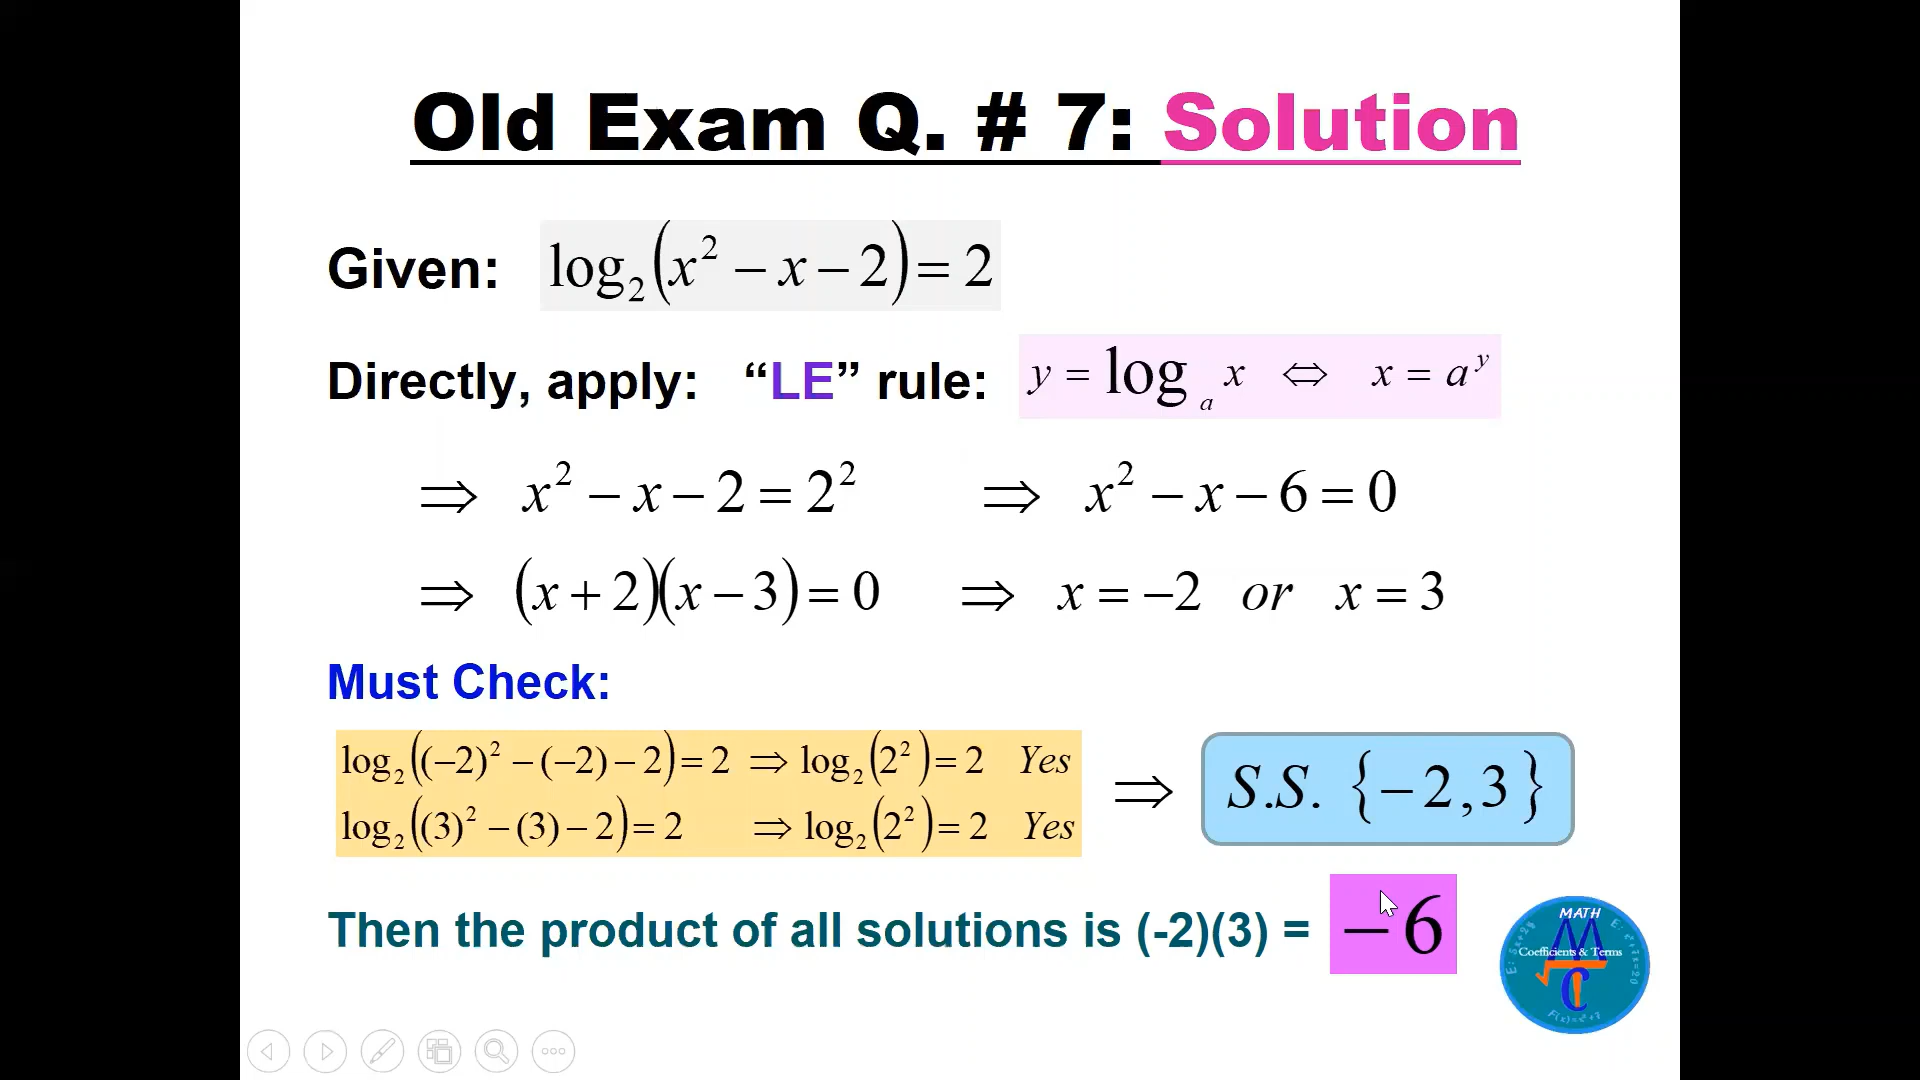 Old Exam Q. # 7: Solution
Given: log₂(x² − x − 2) = 2
Directly, apply: “LE” rule: y = logₐ x ⇔ x = aʸ
⇒ x² − x − 2 = 2² ⇒ x² − x − 6 = 0
⇒ (x + 2)(x − 3) = 0 ⇒ x = −2 or x = 3
Must Check:
log₂((−2)² − (−2) − 2) = 2 ⇒ log₂(2²) = 2 Yes
log₂((3)² − (3) − 2) = 2 ⇒ log₂(2²) = 2 Yes
⇒ S.S. {−2,3}
Then the product of all solutions is (-2)(3) = −6
MATH
Coefficients & Terms